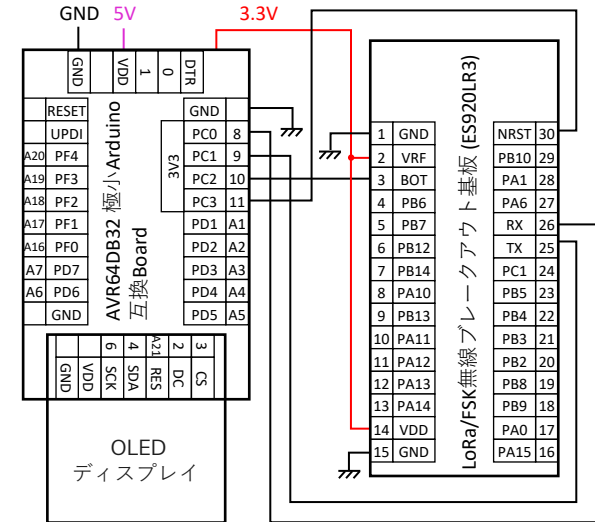 GND 5V 3.3V
GND VDD 1 0 DTR
RESET GND
UPDI PC0 8
A20 PF4 PC1 9
A19 PF3 PC2 10
A18 PF2 PC3 11
A17 PF1 PD1 A1
A16 PF0 PD2 A2
A7 PD7 PD3 A3
A6 PD6 PD4 A4
GND PD5 A5
3V3
AVR64DB32 極小Arduino
互換Board
6 4 A21 2 3
GND VDD SCK SDA RES DC CS
OLED
ディスプレイ
1 GND NRST 30
2 VRF PB10 29
3 BOT PA1 28
4 PB6 PA6 27
5 PB7 RX 26
6 PB12 TX 25
7 PB14 PC1 24
8 PA10 PB5 23
9 PB13 PB4 22
10 PA11 PB3 21
11 PA12 PB2 20
12 PA13 PB8 19
13 PA14 PB9 18
14 VDD PA0 17
15 GND PA15 16
LoRa/FSK無線ブレークアウト基板 (ES920LR3)